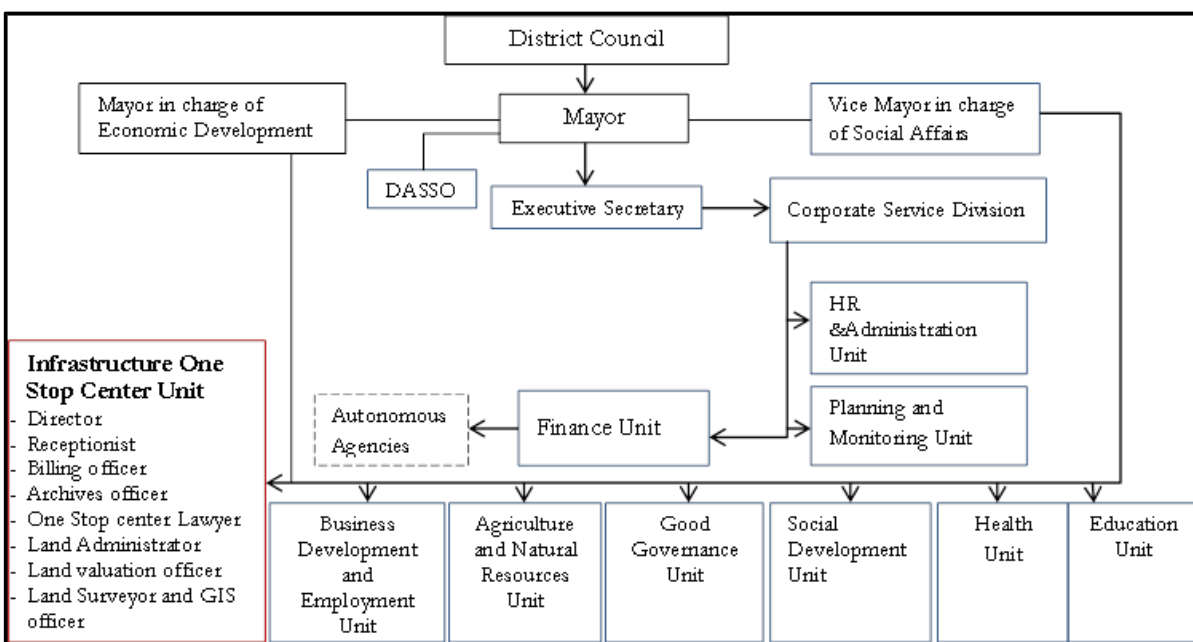 District Council
Mayor in charge of
Economic Development
Mayor
Vice Mayor in charge
of Social Affairs
DASSO
Executive Secretary
Corporate Service Division
HR
&Administration
Unit
Infrastructure One
Stop Center Unit
- Director
- Receptionist
- Billing officer
- Archives officer
- One Stop center Lawyer
- Land Administrator
- Land valuation officer
- Land Surveyor and GIS
officer
Autonomous
Agencies
Finance Unit
Planning and
Monitoring Unit
Business
Development
and
Employment
Unit
Agriculture
and Natural
Resources
Unit
Good
Governance
Unit
Social
Development
Unit
Health
Unit
Education
Unit